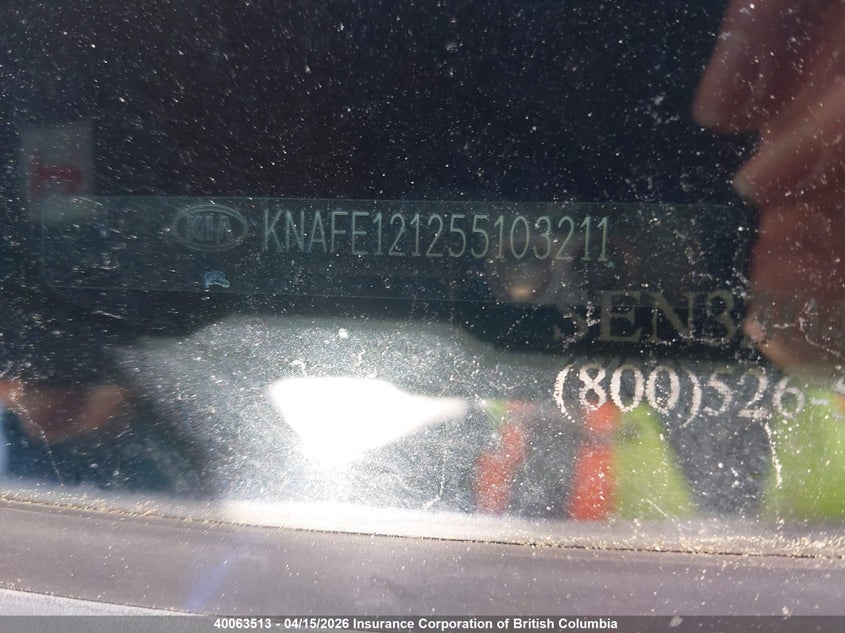 KIA KNAFE121255103211
(800)526-
40063513 - 04/15/2026 Insurance Corporation of British Columbia